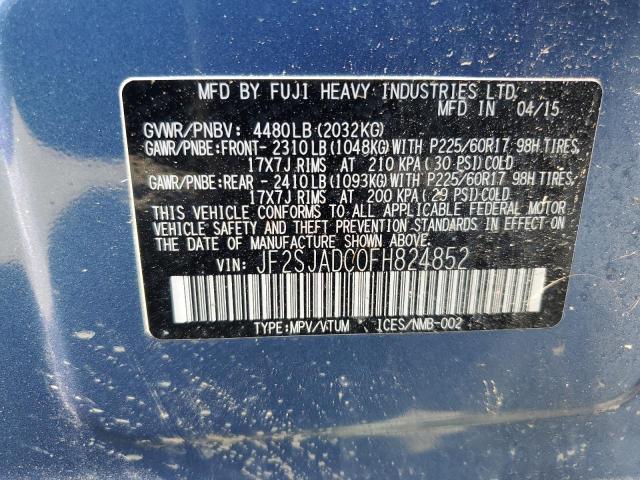 MFD BY FUJI HEAVY INDUSTRIES LTD.
MFD IN 04/15
GVWR/PNBV: 4480LB(2032KG)
GAWR/PNBE:FRONT- 2310LB(1048KG)WITH P225/60R17 98H TIRES,
17X7J RIMS AT 210 KPA(30 PSI)COLD
GAWR/PNBE:REAR - 2410LB(1093KG)WITH P225/60R17 98H TIRES,
17X7J RIMS AT 200 KPA(29 PSI)COLD
THIS VEHICLE CONFORMS TO ALL APPLICABLE FEDERAL MOTOR
VEHICLE SAFETY AND THEFT PREVENTION STANDARDS IN EFFECT
ON THE DATE OF MANUFACTURE SHOWN ABOVE.
VIN: JF2SJADC0FH824852
TYPE:MPV/VTUM ICES/NMB-002